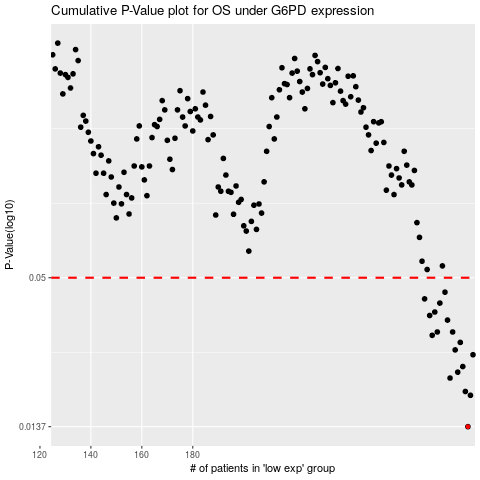 Cumulative P-Value plot for OS under G6PD expression
P-Value(log10)
0.05
0.0137
120 140 160 180
# of patients in 'low exp' group